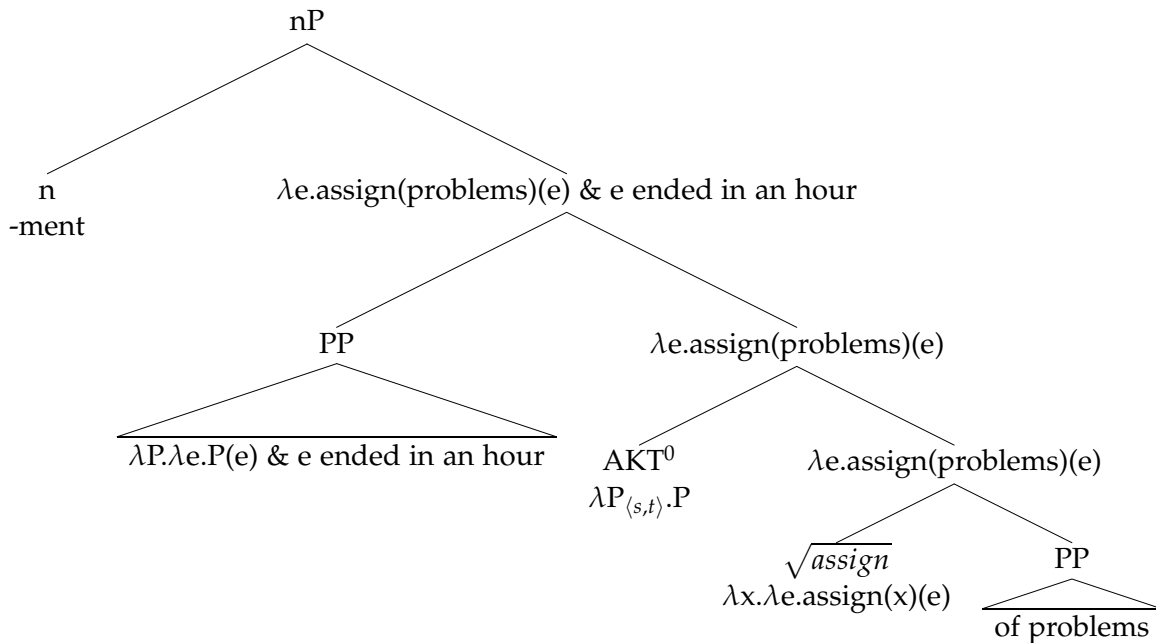 nP
n
-ment
λe.assign(problems)(e) & e ended in an hour
PP
λP.λe.P(e) & e ended in an hour
λe.assign(problems)(e)
AKT⁰
λP⟨s,t⟩.P
λe.assign(problems)(e)
√assign
λx.λe.assign(x)(e)
PP
of problems